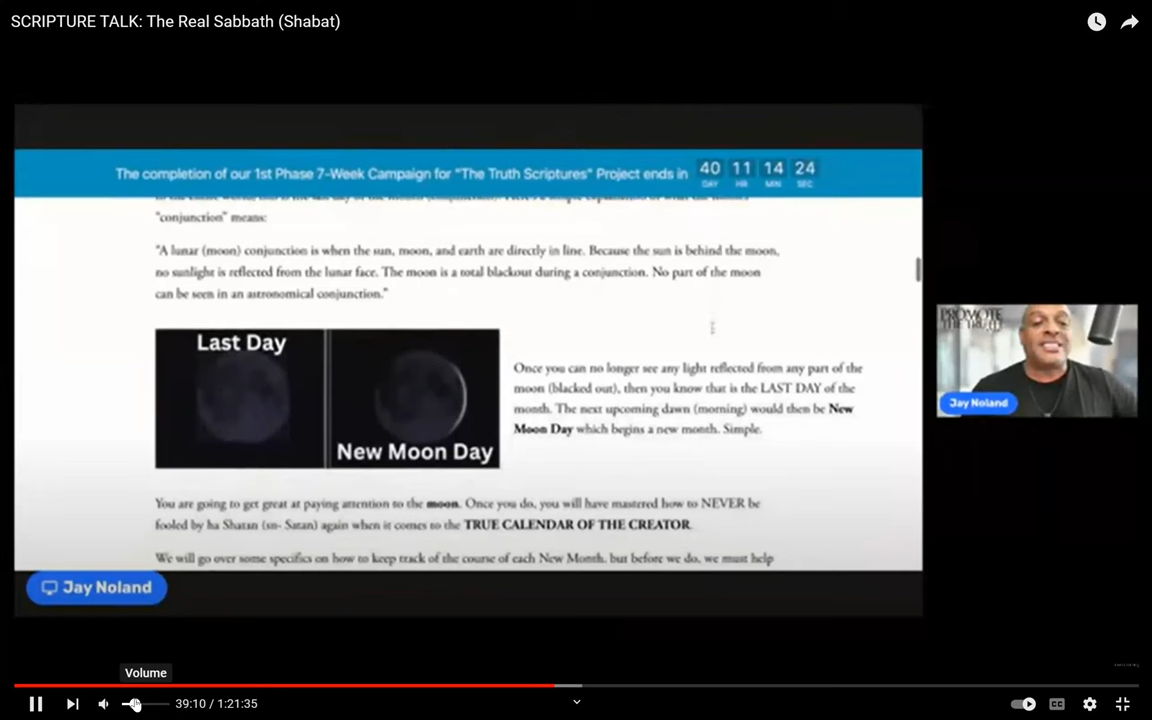 SCRIPTURE TALK: The Real Sabbath (Shabat)
The completion of our 1st Phase 7-Week Campaign for "The Truth Scriptures" Project ends in
40 11 14 24
DAY HR MIN SEC
"conjunction" means:
"A lunar (moon) conjunction is when the sun, moon, and earth are directly in line. Because the sun is behind the moon,
no sunlight is reflected from the lunar face. The moon is a total blackout during a conjunction. No part of the moon
can be seen in an astronomical conjunction."
Last Day
New Moon Day
Once you can no longer see any light reflected from any part of the
moon (blacked out), then you know that is the LAST DAY of the
month. The next upcoming dawn (morning) would then be New
Moon Day which begins a new month. Simple.
You are going to get great at paying attention to the moon. Once you do, you will have mastered how to NEVER be
fooled by ha Shatan (sn- Satan) again when it comes to the TRUE CALENDAR OF THE CREATOR.
We will go over some specifics on how to keep track of the course of each New Month, but before we do, we must help
PROMOTE
THE TRUTH
Jay Noland
Jay Noland
Volume
39:10 / 1:21:35
CC